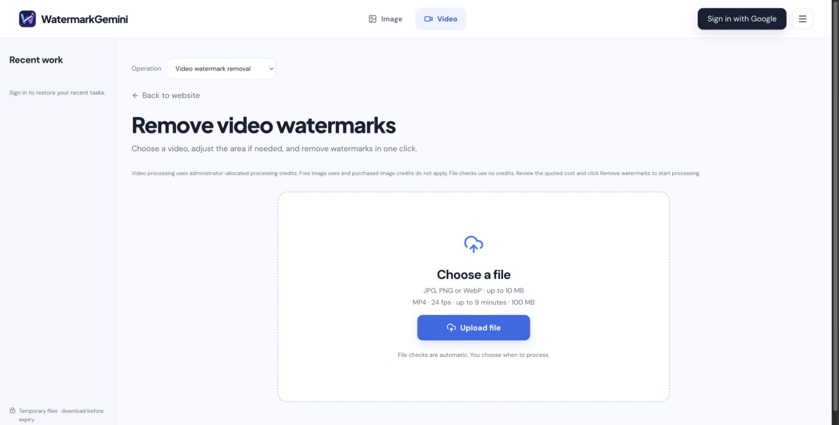 WatermarkGemini
Image
Video
Sign in with Google
Recent work
Sign in to restore your recent tasks.
Operation
Video watermark removal
← Back to website
Remove video watermarks
Choose a video, adjust the area if needed, and remove watermarks in one click.
Video processing uses administrator-allocated processing credits. Free image uses and purchased image credits do not apply. File checks use no credits. Review the quoted cost and click Remove watermarks to start processing.
Choose a file
JPG, PNG or WebP · up to 10 MB
MP4 · 24 fps · up to 9 minutes · 100 MB
Upload file
File checks are automatic. You choose when to process.
Temporary files · download before
expiry.